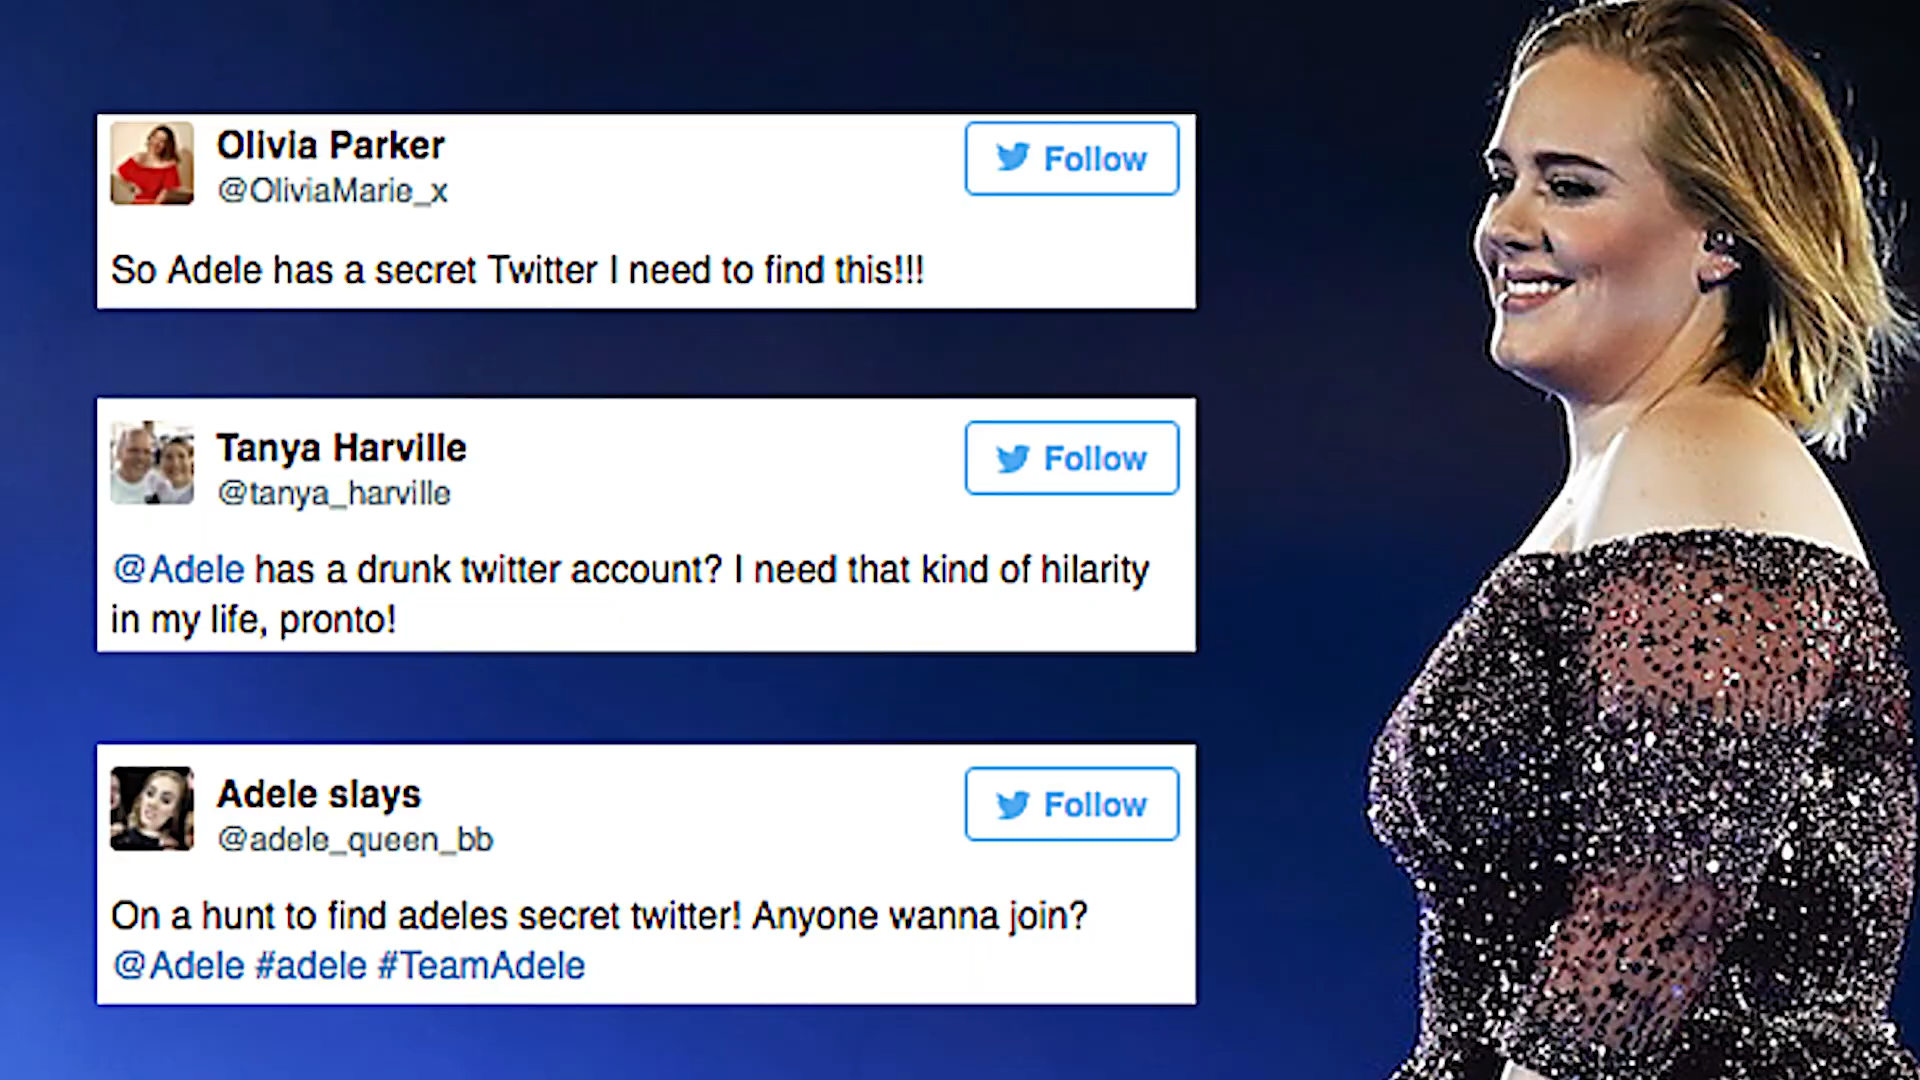 Olivia Parker
@OliviaMarie_x
Follow
So Adele has a secret Twitter I need to find this!!!
Tanya Harville
@tanya_harville
Follow
@Adele has a drunk twitter account? I need that kind of hilarity
in my life, pronto!
Adele slays
@adele_queen_bb
Follow
On a hunt to find adeles secret twitter! Anyone wanna join?
@Adele #adele #TeamAdele